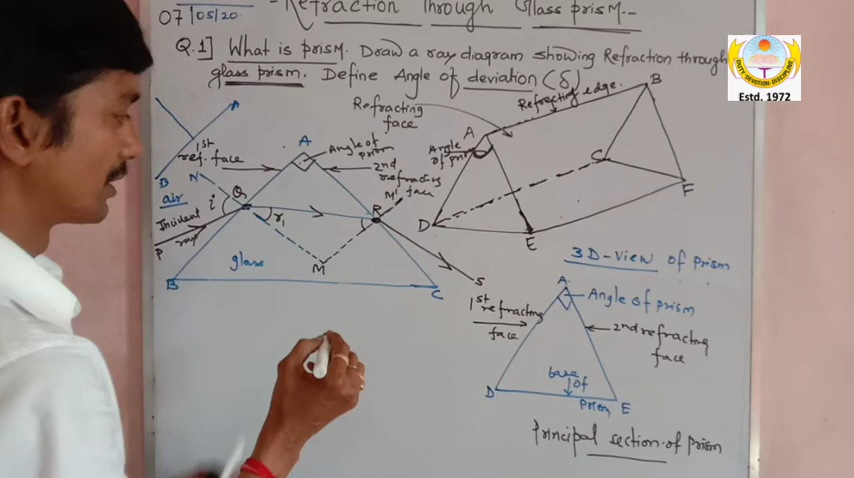 -Refraction Through Glass prism.-
07/05/20.
Q.1] What is prism. Draw a ray diagram showing Refraction through
glass prism. Define Angle of deviation (δ)
DUTY-DEVOTION-DISCIPLINE
Estd. 1972
Refracting
face
Refracting edge.
A
B
C
D
E
F
Angle
of
3D-View of prism
A
B
1st
ref. face
A
Angle of prism
2nd
refracting
face
N
M'
air
i
Q
r1
R
Incident
ray
P
M
S
glass
B
C
1st refracting
face
A
Angle of prism
2nd refracting
face
base
of
prism
D
E
Principal section of prism